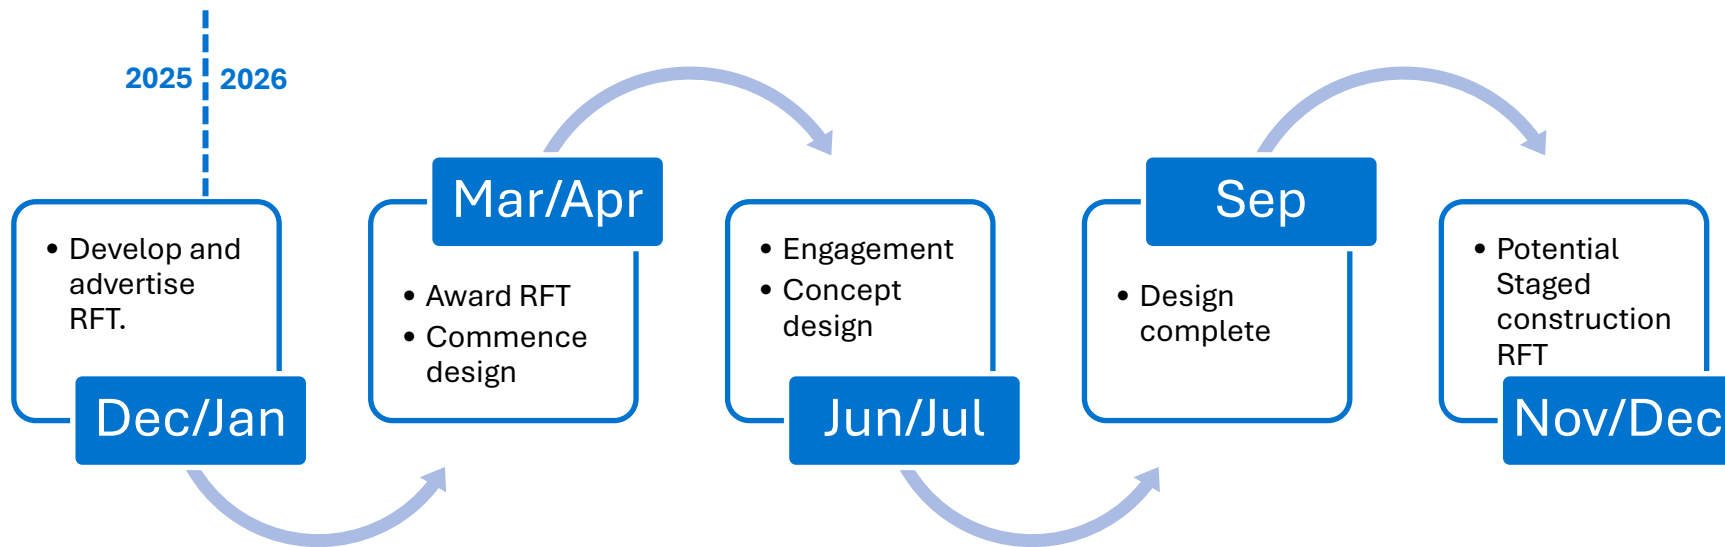 2025
2026
• Develop and
advertise
RFT.
Dec/Jan
Mar/Apr
• Award RFT
• Commence
design
• Engagement
• Concept
design
Jun/Jul
Sep
• Design
complete
• Potential
Staged
construction
RFT
Nov/Dec